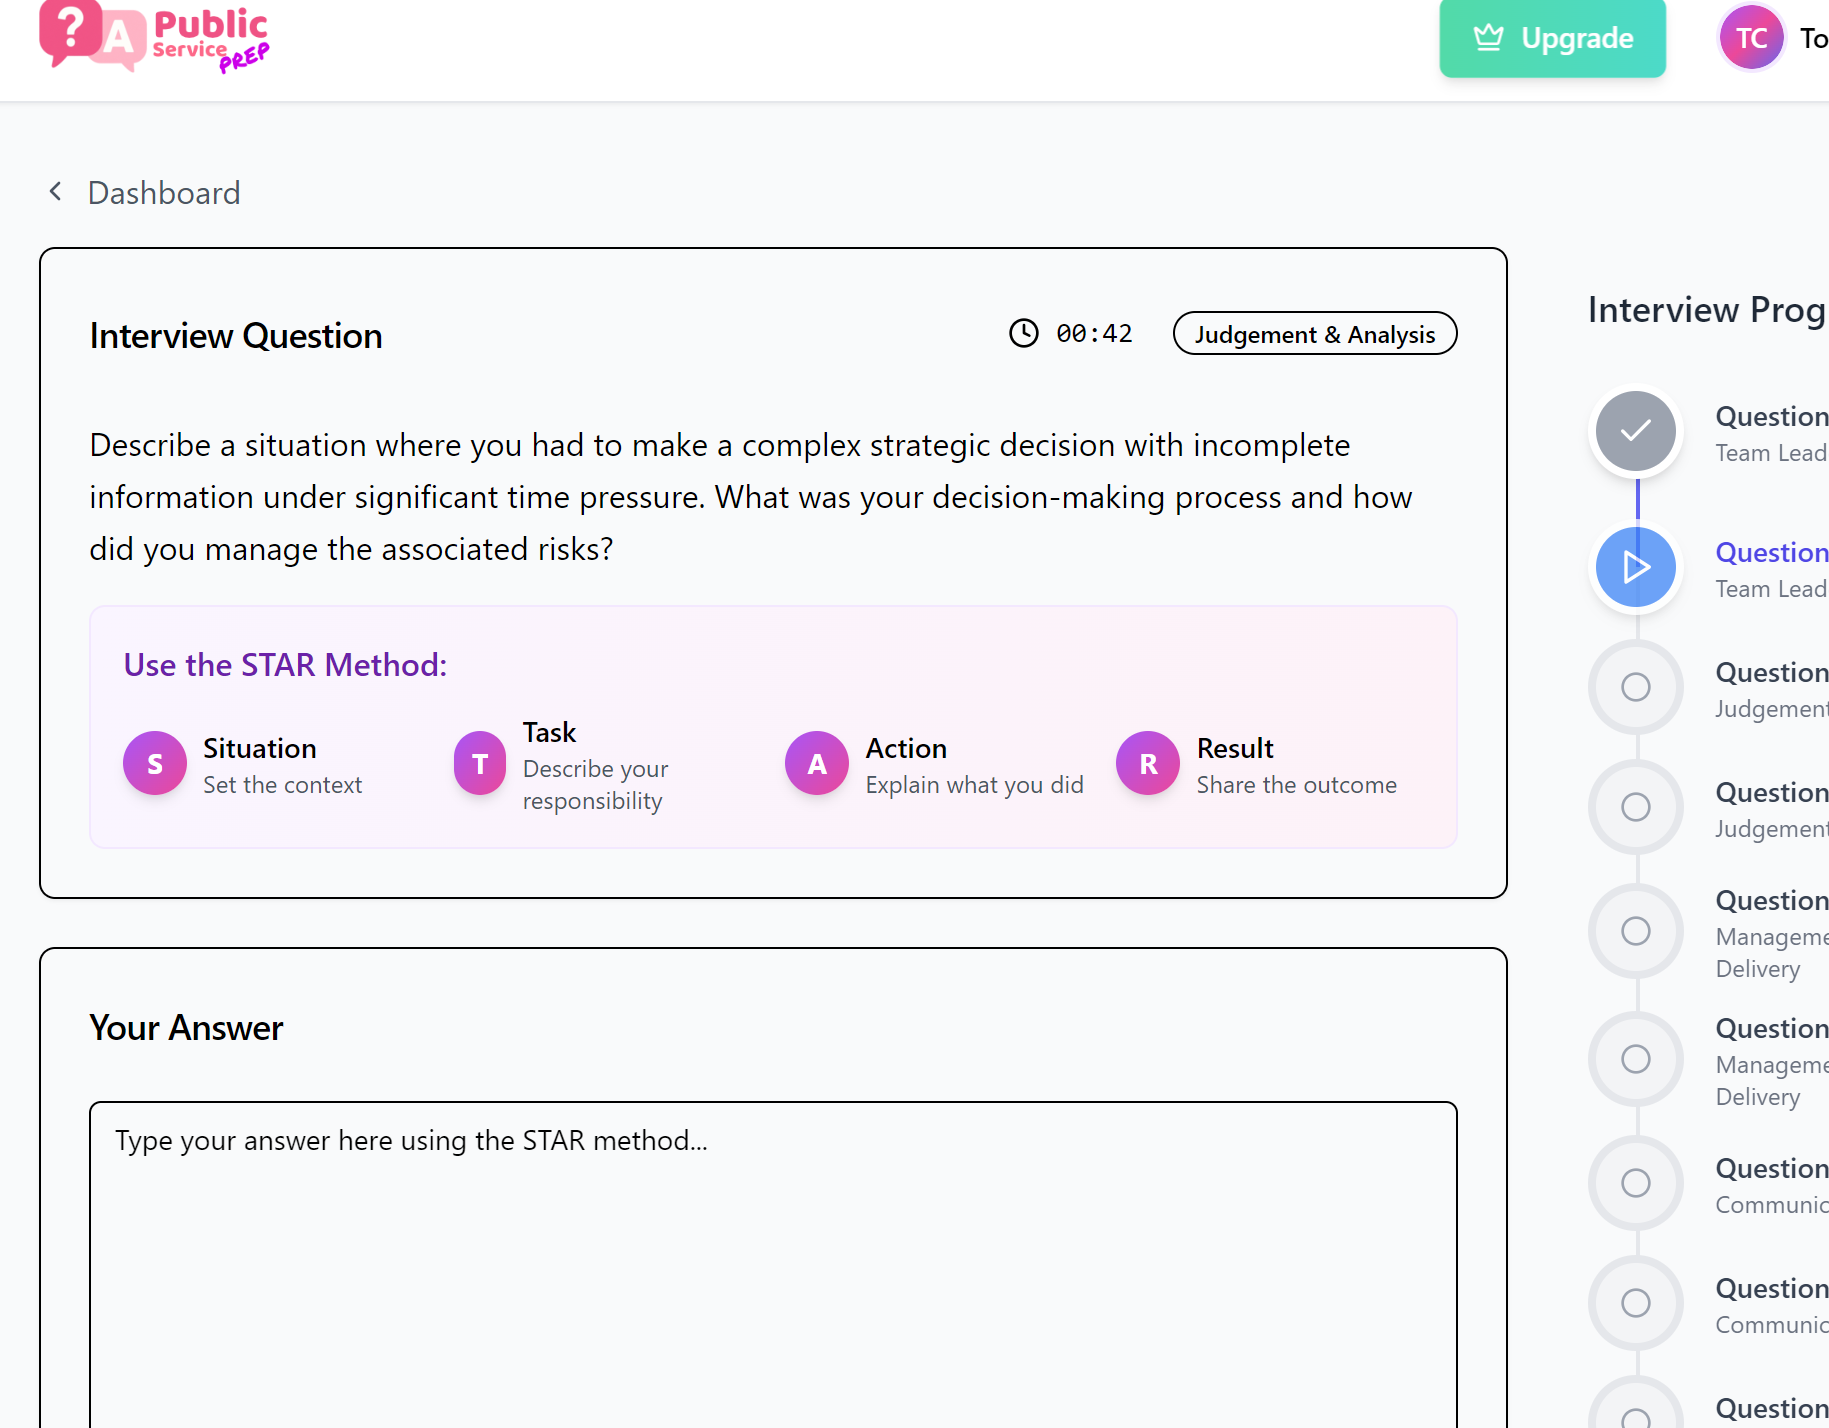 ? A Public
Service
PREP
Upgrade
TC To
Dashboard
Interview Question
00:42
Judgement & Analysis
Describe a situation where you had to make a complex strategic decision with incomplete
information under significant time pressure. What was your decision-making process and how
did you manage the associated risks?
Use the STAR Method:
S
Situation
Set the context
T
Task
Describe your
responsibility
A
Action
Explain what you did
R
Result
Share the outcome
Your Answer
Type your answer here using the STAR method...
Interview Prog
Question
Team Lead
Question
Team Lead
Question
Judgement
Question
Judgement
Question
Manageme
Delivery
Question
Manageme
Delivery
Question
Communic
Question
Communic
Question